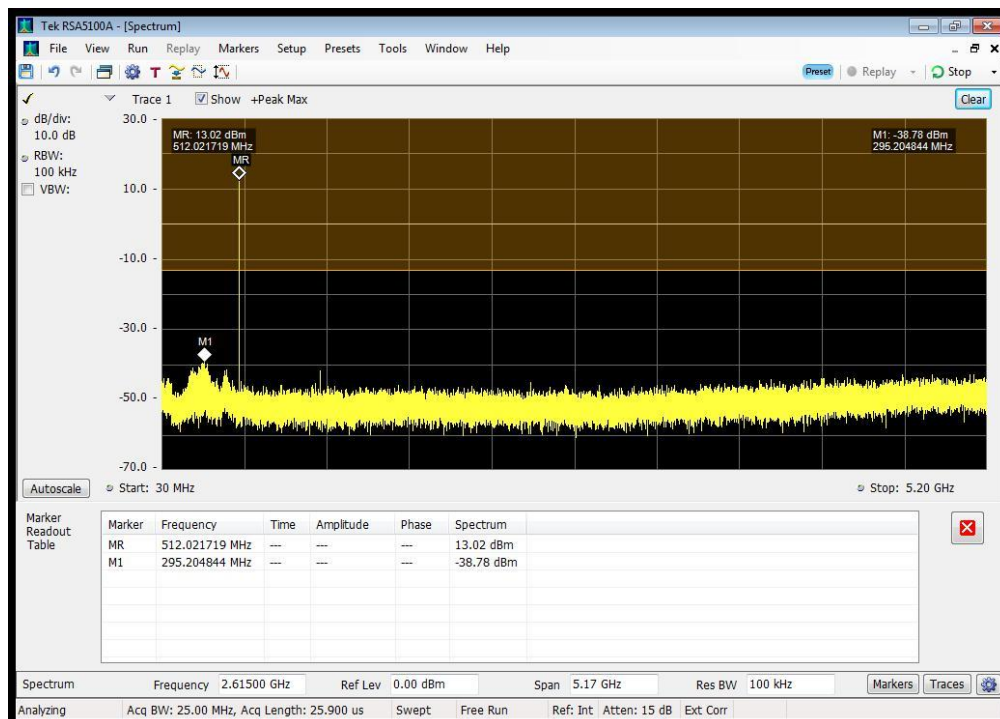 Tek RSA5100A - [Spectrum]
File View Run Replay Markers Setup Presets Tools Window Help
T Preset Replay Stop
Trace 1 Show +Peak Max Clear
dB/div:
10.0 dB
RBW:
100 kHz
VBW:
30.0
10.0 -
-10.0 -
-30.0 -
-50.0 -
-70.0 -
MR: 13.02 dBm
512.021719 MHz
MR
M1: -38.78 dBm
295.204844 MHz
M1
Autoscale Start: 30 MHz Stop: 5.20 GHz
Marker
Readout
Table
Marker Frequency Time Amplitude Phase Spectrum
MR 512.021719 MHz --- --- --- 13.02 dBm
M1 295.204844 MHz --- --- --- -38.78 dBm
Spectrum Frequency 2.61500 GHz Ref Lev 0.00 dBm Span 5.17 GHz Res BW 100 kHz Markers Traces
Analyzing Acq BW: 25.00 MHz, Acq Length: 25.900 us Swept Free Run Ref: Int Atten: 15 dB Ext Corr